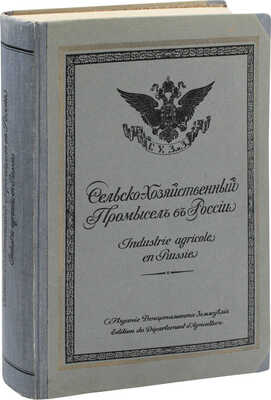 Сельско-Хозяйственный
Промыселъ въ Россіи
Industrie agricole
en Russie
Изданіе Департамента Земледѣлія
Edition du Département d'Agriculture